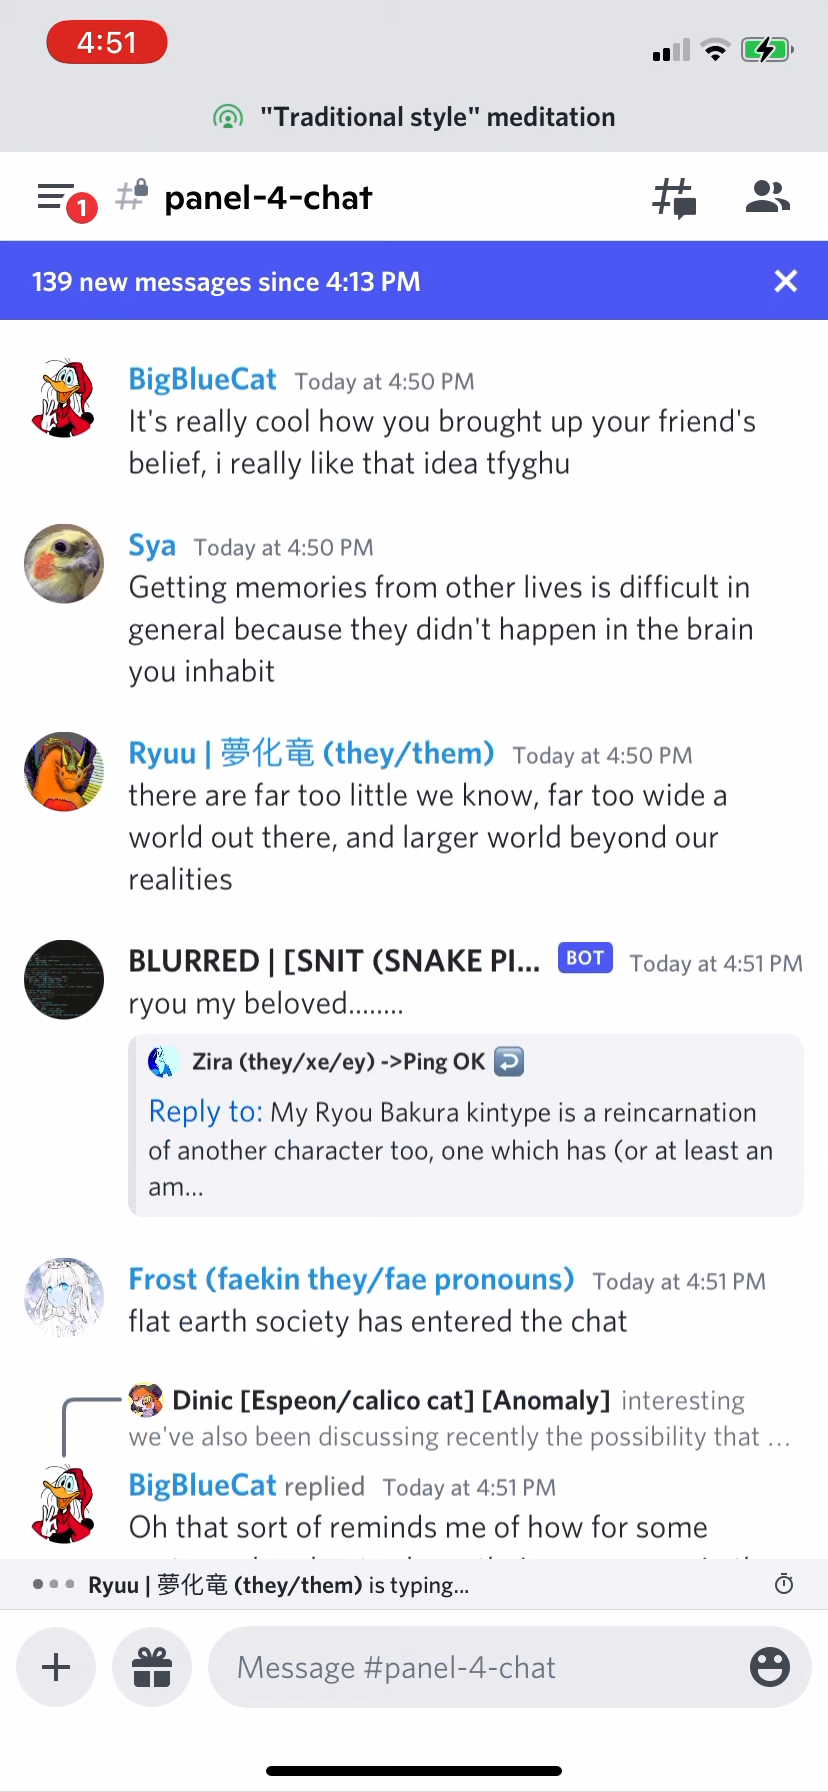 4:51
"Traditional style" meditation
1
panel-4-chat
139 new messages since 4:13 PM
BigBlueCat Today at 4:50 PM
It's really cool how you brought up your friend's
belief, i really like that idea tfyghu
Sya Today at 4:50 PM
Getting memories from other lives is difficult in
general because they didn't happen in the brain
you inhabit
Ryuu | 夢化竜 (they/them) Today at 4:50 PM
there are far too little we know, far too wide a
world out there, and larger world beyond our
realities
BLURRED | [SNIT (SNAKE PI... BOT Today at 4:51 PM
ryou my beloved........
Zira (they/xe/ey) ->Ping OK
Reply to: My Ryou Bakura kintype is a reincarnation
of another character too, one which has (or at least an
am...
Frost (faekin they/fae pronouns) Today at 4:51 PM
flat earth society has entered the chat
Dinic [Espeon/calico cat] [Anomaly] interesting
we've also been discussing recently the possibility that ...
BigBlueCat replied Today at 4:51 PM
Oh that sort of reminds me of how for some
Ryuu | 夢化竜 (they/them) is typing...
Message #panel-4-chat